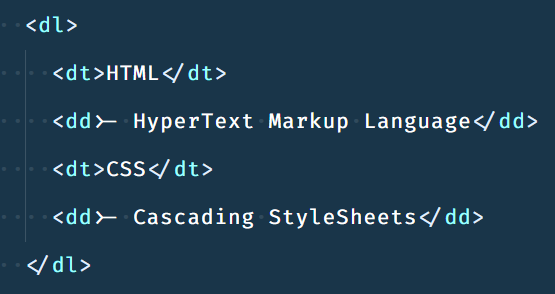 <dl>
<dt>HTML</dt>
<dd>- HyperText Markup Language</dd>
<dt>CSS</dt>
<dd>- Cascading StyleSheets</dd>
</dl>